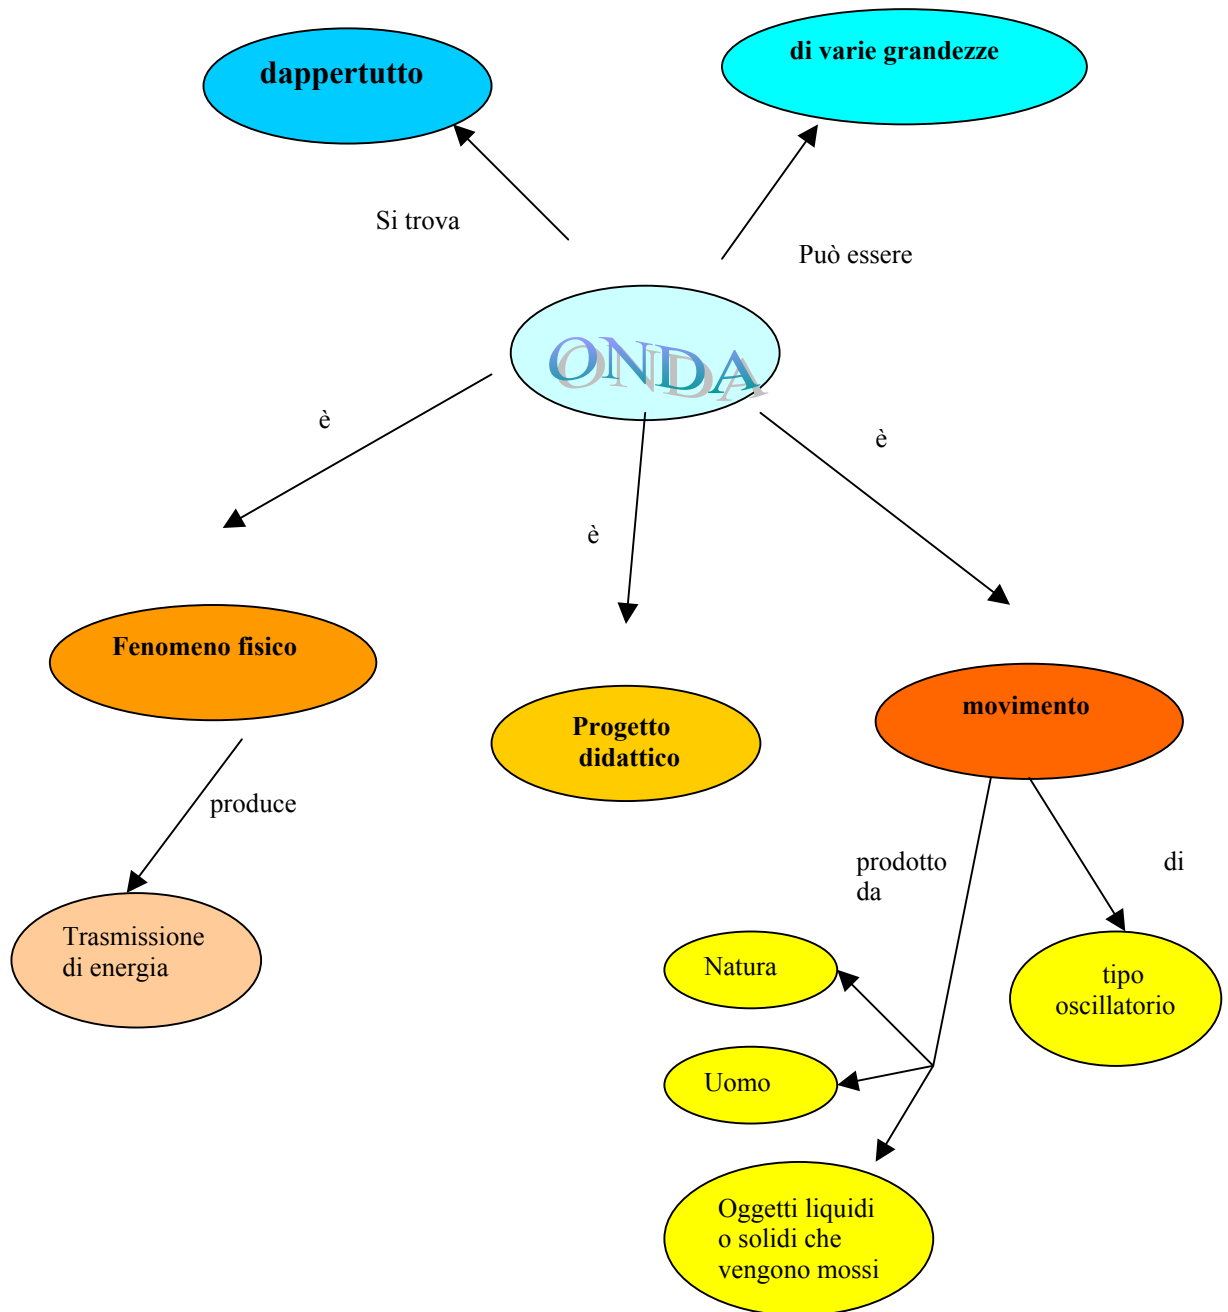 dappertutto
di varie grandezze
Si trova
Può essere
ONDA
è
è
è
Fenomeno fisico
Progetto
didattico
movimento
produce
prodotto
da
di
Trasmissione
di energia
Natura
tipo
oscillatorio
Uomo
Oggetti liquidi
o solidi che
vengono mossi